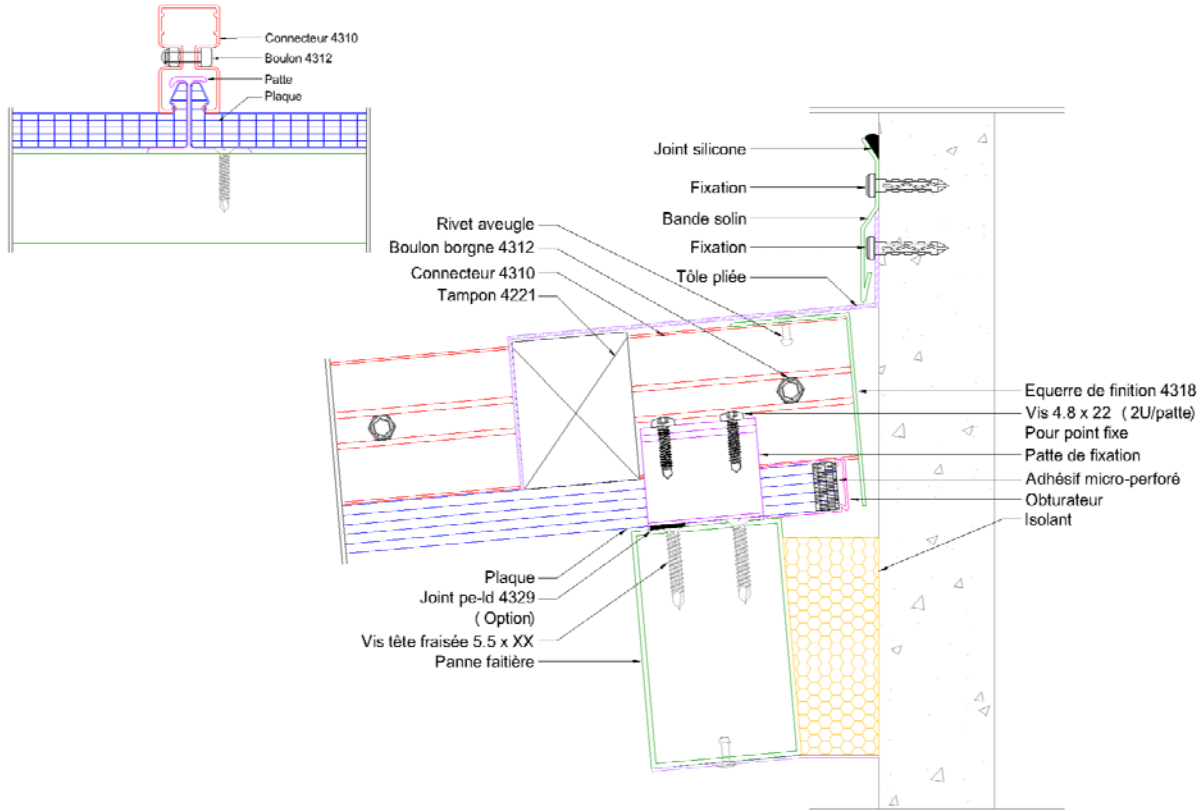 Connecteur 4310
Boulon 4312
Patte
Plaque
Joint silicone
Fixation
Bande solin
Fixation
Tôle pliée
Rivet aveugle
Boulon borgne 4312
Connecteur 4310
Tampon 4221
Equerre de finition 4318
Vis 4.8 x 22 ( 2U/patte)
Pour point fixe
Patte de fixation
Adhésif micro-perforé
Obturateur
Isolant
Plaque
Joint pe-ld 4329
( Option)
Vis tête fraisée 5.5 x XX
Panne faitière